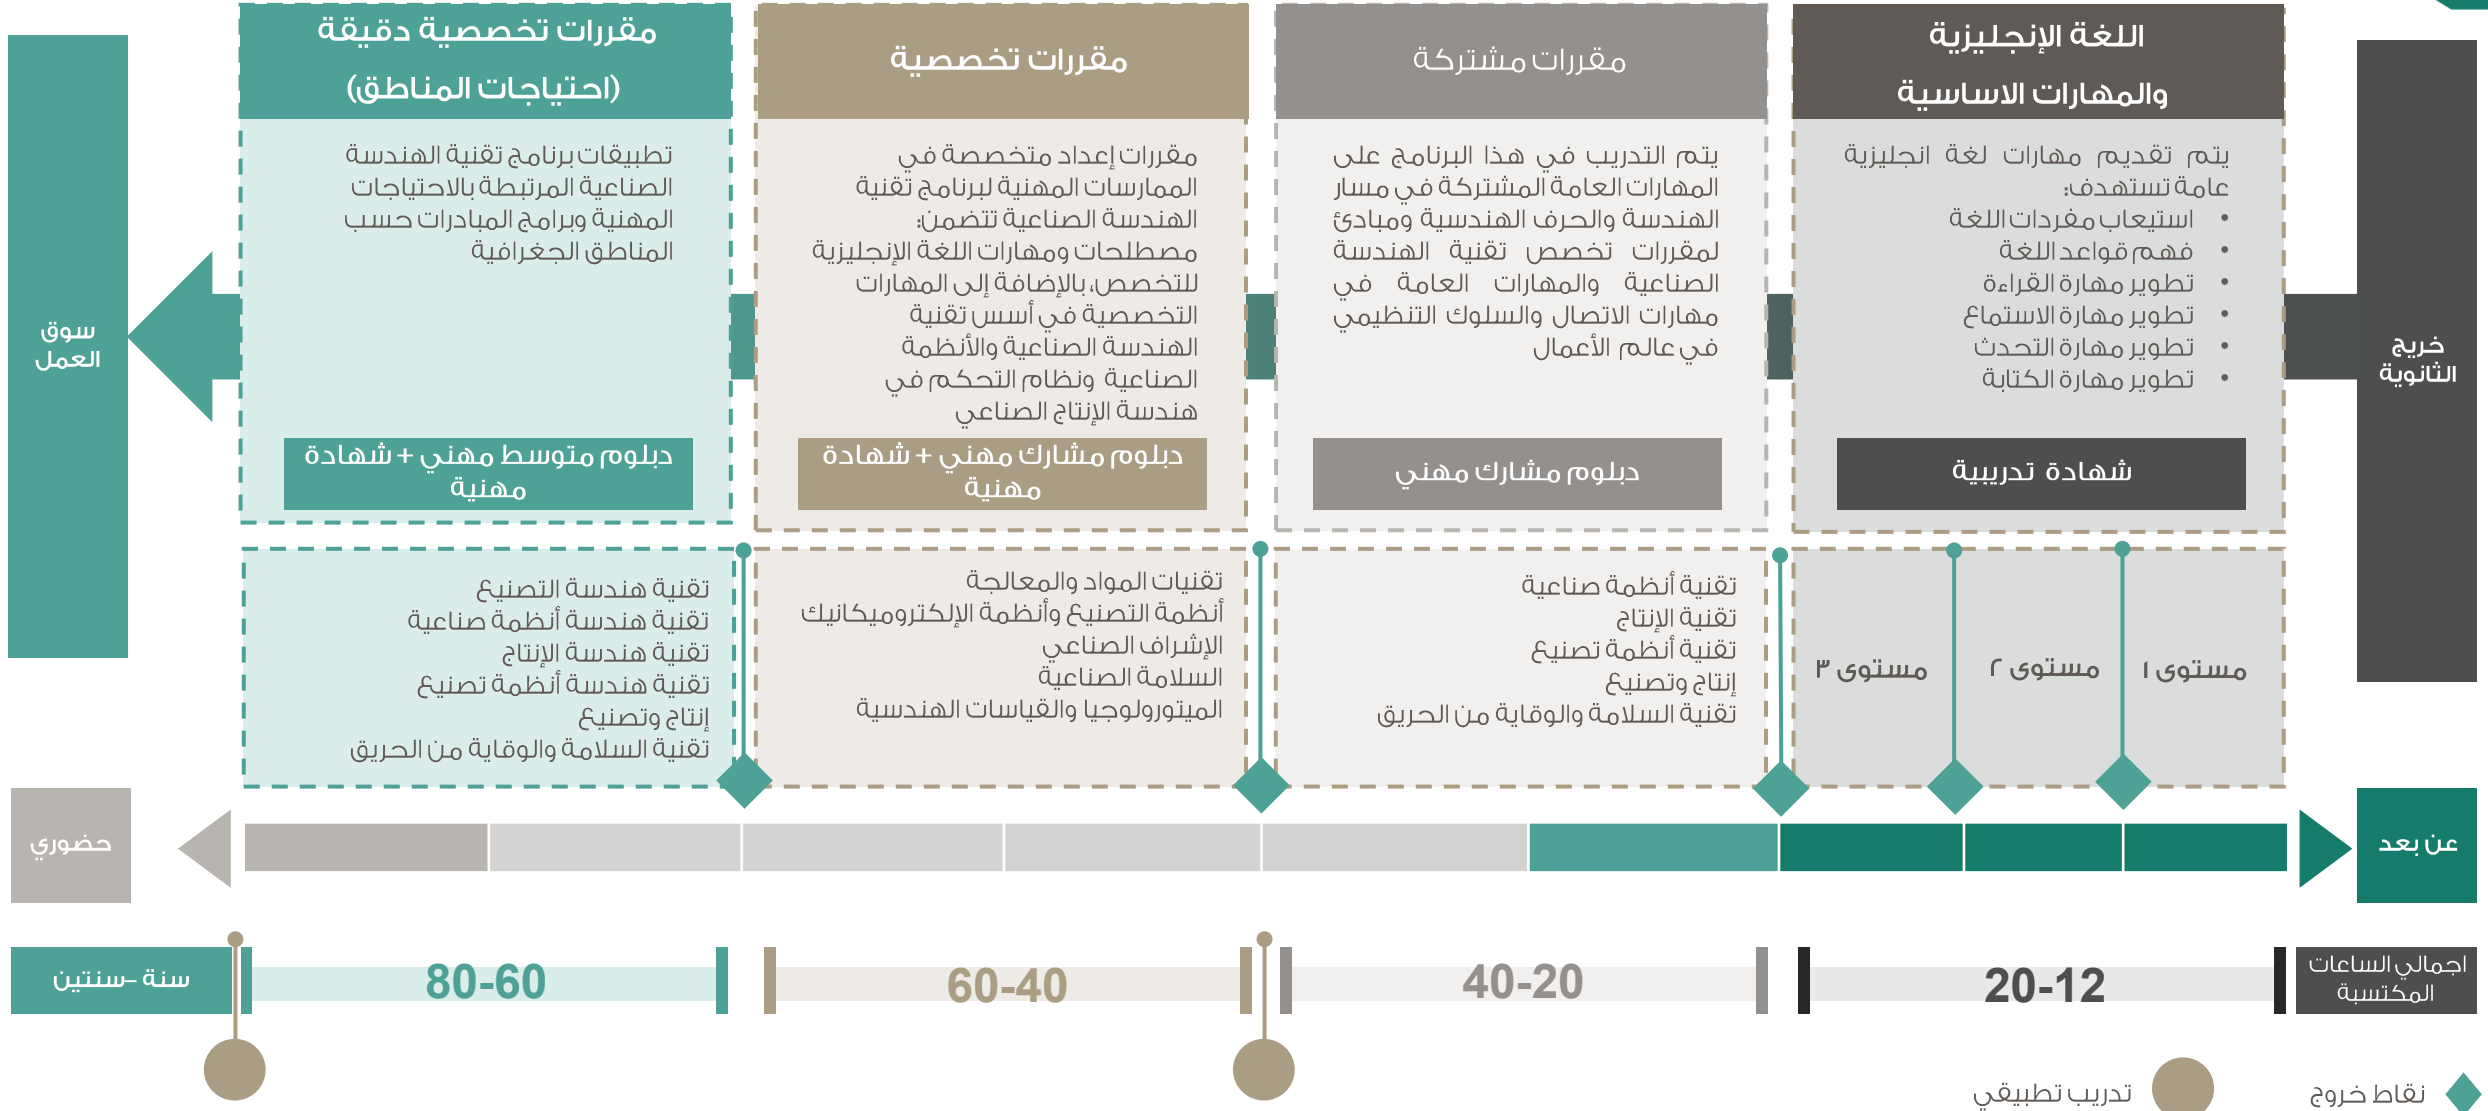 خريج
الثانوية
اللغة الإنجليزية
والمهارات الاساسية
يتم تقديم مهارات لغة انجليزية
عامة تستهدف:
• استيعاب مفردات اللغة
• فهم قواعد اللغة
• تطوير مهارة القراءة
• تطوير مهارة الاستماع
• تطوير مهارة التحدث
• تطوير مهارة الكتابة
شهادة تدريبية
مقررات مشتركة
يتم التدريب في هذا البرنامج على
المهارات العامة المشتركة في مسار
الهندسة والحرف الهندسية ومبادئ
لمقررات تخصص تقنية الهندسة
الصناعية والمهارات العامة في
مهارات الاتصال والسلوك التنظيمي
في عالم الأعمال
دبلوم مشارك مهني
مقررات تخصصية
مقررات إعداد متخصصة في
الممارسات المهنية لبرنامج تقنية
الهندسة الصناعية تتضمن:
مصطلحات ومهارات اللغة الإنجليزية
للتخصص، بالإضافة إلى المهارات
التخصصية في أسس تقنية
الهندسة الصناعية والأنظمة
الصناعية ونظام التحكم في
هندسة الإنتاج الصناعي
دبلوم مشارك مهني + شهادة
مهنية
مقررات تخصصية دقيقة
(احتياجات المناطق)
تطبيقات برنامج تقنية الهندسة
الصناعية المرتبطة بالاحتياجات
المهنية وبرامج المبادرات حسب
المناطق الجغرافية
دبلوم متوسط مهني + شهادة
مهنية
سوق
العمل
مستوى ١
مستوى ٢
مستوى ٣
تقنية أنظمة صناعية
تقنية الإنتاج
تقنية أنظمة تصنيع
إنتاج وتصنيع
تقنية السلامة والوقاية من الحريق
تقنيات المواد والمعالجة
أنظمة التصنيع وأنظمة الإلكتروميكانيك
الإشراف الصناعي
السلامة الصناعية
الميتورولوجيا والقياسات الهندسية
تقنية هندسة التصنيع
تقنية هندسة أنظمة صناعية
تقنية هندسة الإنتاج
تقنية هندسة أنظمة تصنيع
إنتاج وتصنيع
تقنية السلامة والوقاية من الحريق
عن بعد
حضوري
اجمالي الساعات
المكتسبة
20-12
40-20
60-40
80-60
سنة –سنتين
نقاط خروج
تدريب تطبيقي